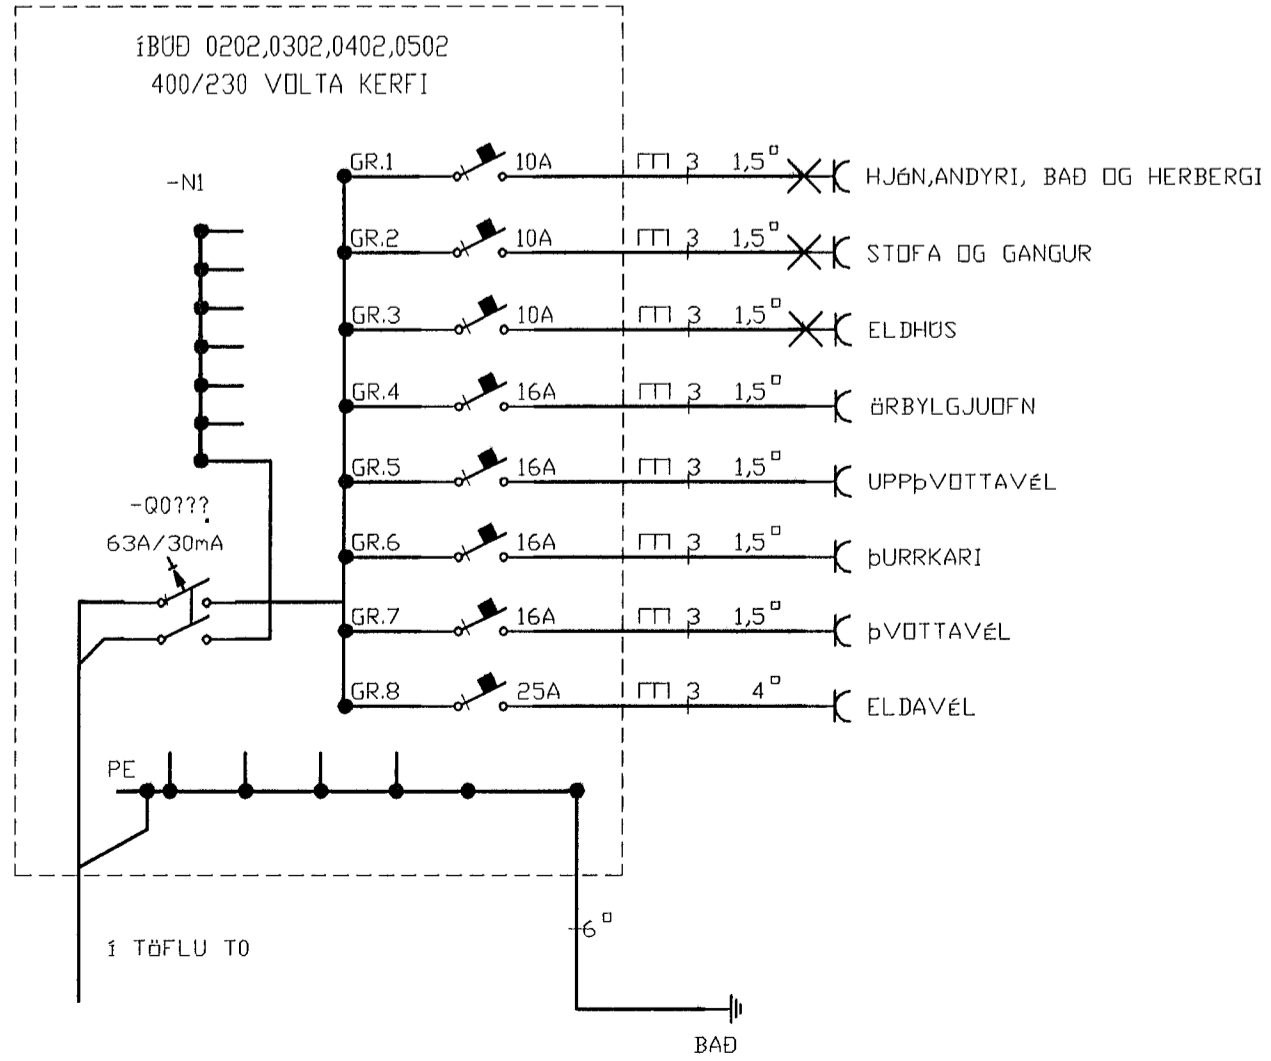 íBÚÐ 0202,0302,0402,0502
400/230 VOLTA KERFI
-N1
GR.1 10A 3 1,5▫ HJóN,ANDYRI, BAÐ OG HERBERGI
GR.2 10A 3 1,5▫ STOFA OG GANGUR
GR.3 10A 3 1,5▫ ELDHÚS
GR.4 16A 3 1,5▫ öRBYLGJUOFN
GR.5 16A 3 1,5▫ UPPþVOTTAVéL
GR.6 16A 3 1,5▫ þURRKARI
GR.7 16A 3 1,5▫ þVOTTAVéL
GR.8 25A 3 4▫ ELDAVéL
-Q0???
63A/30mA
PE
6▫
í TöFLU T0
BAÐ